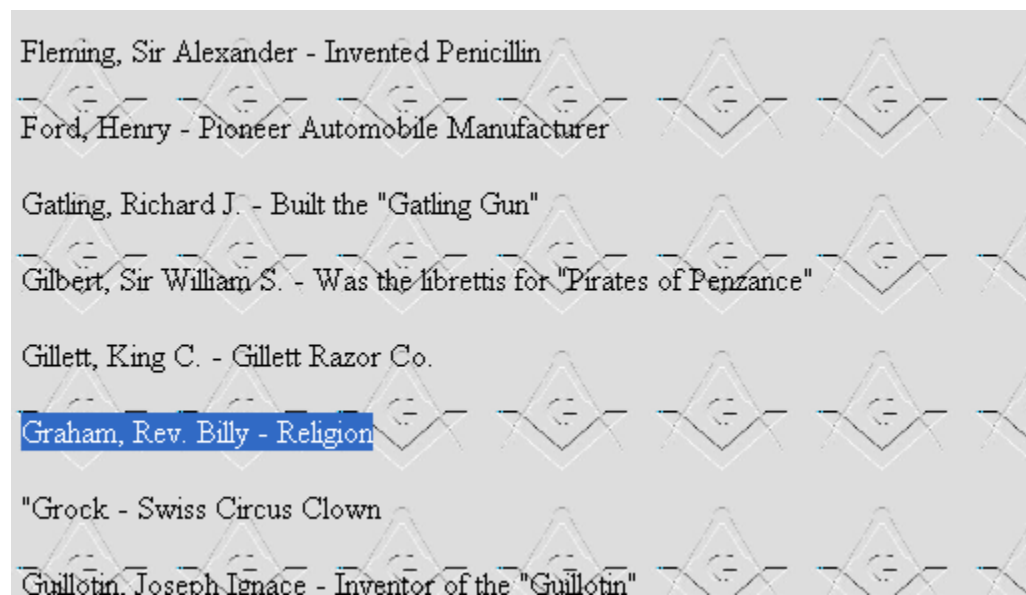 Fleming, Sir Alexander - Invented Penicillin
Ford, Henry - Pioneer Automobile Manufacturer
Gatling, Richard J. - Built the "Gatling Gun"
Gilbert, Sir William S. - Was the librettis for "Pirates of Penzance"
Gillett, King C. - Gillett Razor Co.
Graham, Rev. Billy - Religion
"Grock - Swiss Circus Clown
Guillotin, Joseph Ignace - Inventor of the "Guillotin"